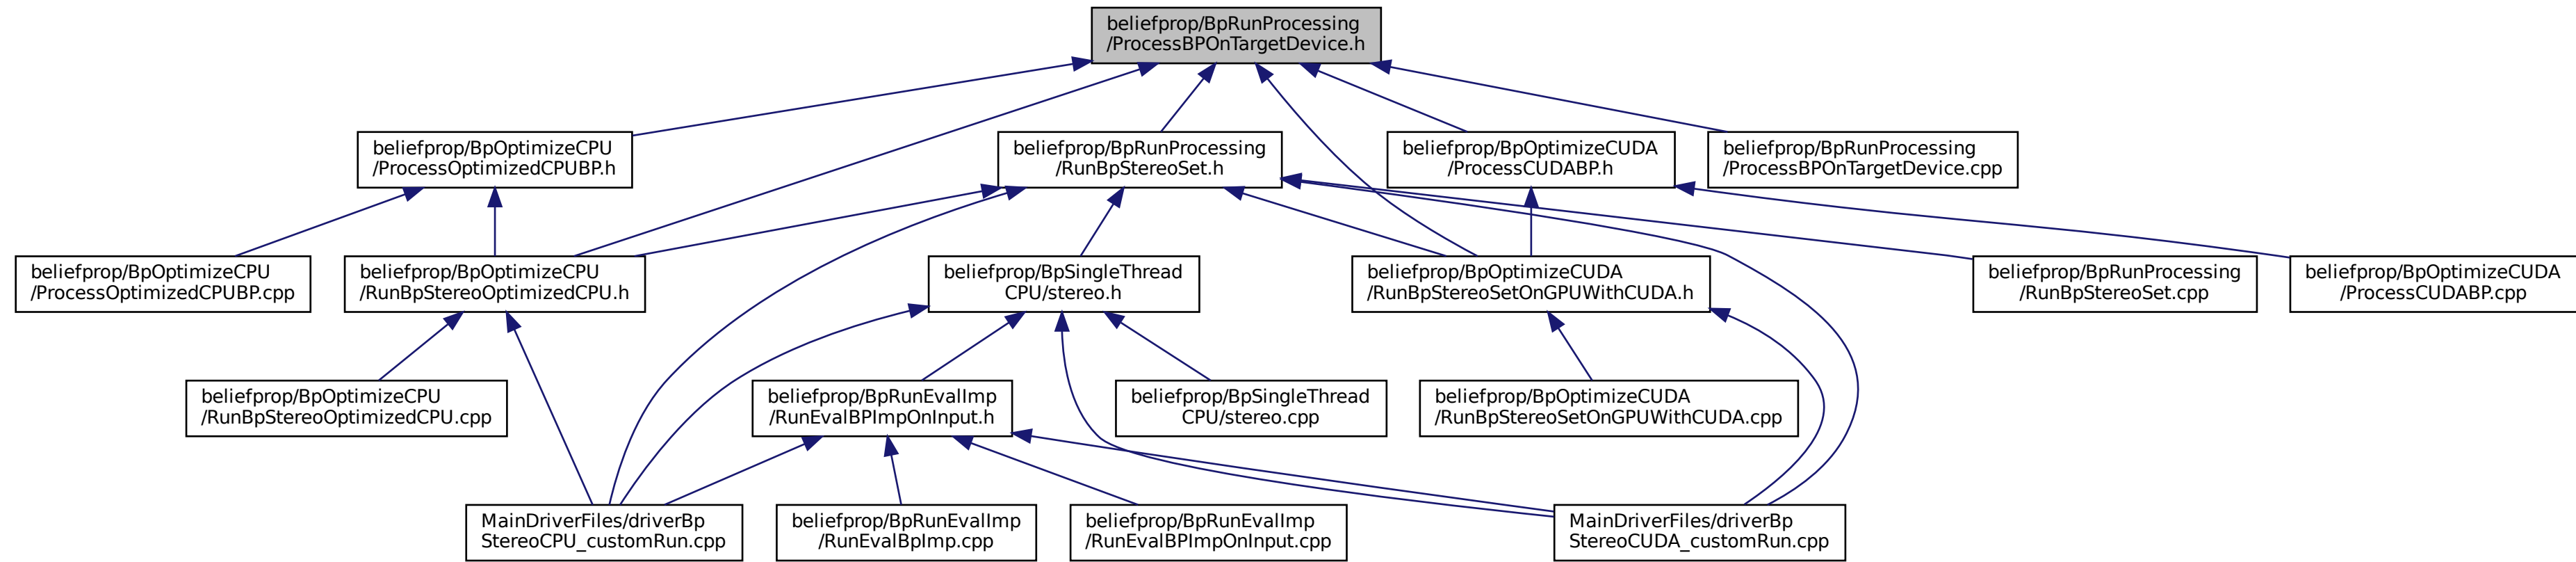 beliefprop/BpRunProcessing
/ProcessBPOnTargetDevice.h
beliefprop/BpOptimizeCPU
/ProcessOptimizedCPUBP.h
beliefprop/BpRunProcessing
/RunBpStereoSet.h
beliefprop/BpOptimizeCUDA
/ProcessCUDABP.h
beliefprop/BpRunProcessing
/ProcessBPOnTargetDevice.cpp
beliefprop/BpOptimizeCPU
/ProcessOptimizedCPUBP.cpp
beliefprop/BpOptimizeCPU
/RunBpStereoOptimizedCPU.h
beliefprop/BpSingleThread
CPU/stereo.h
beliefprop/BpOptimizeCUDA
/RunBpStereoSetOnGPUWithCUDA.h
beliefprop/BpRunProcessing
/RunBpStereoSet.cpp
beliefprop/BpOptimizeCUDA
/ProcessCUDABP.cpp
beliefprop/BpOptimizeCPU
/RunBpStereoOptimizedCPU.cpp
beliefprop/BpRunEvalImp
/RunEvalBPImpOnInput.h
beliefprop/BpSingleThread
CPU/stereo.cpp
beliefprop/BpOptimizeCUDA
/RunBpStereoSetOnGPUWithCUDA.cpp
MainDriverFiles/driverBp
StereoCPU_customRun.cpp
beliefprop/BpRunEvalImp
/RunEvalBpImp.cpp
beliefprop/BpRunEvalImp
/RunEvalBPImpOnInput.cpp
MainDriverFiles/driverBp
StereoCUDA_customRun.cpp